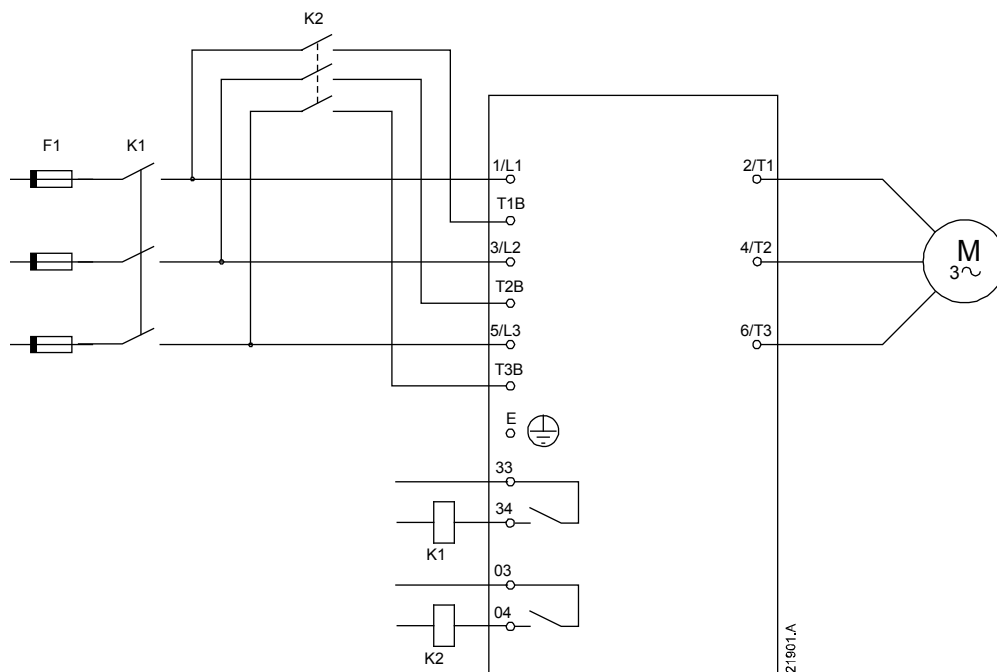 K2
F1
K1
1/L1
2/T1
T1B
3/L2
4/T2
M
3~
T2B
5/L3
6/T3
T3B
E
33
34
K1
03
04
K2
21901.A